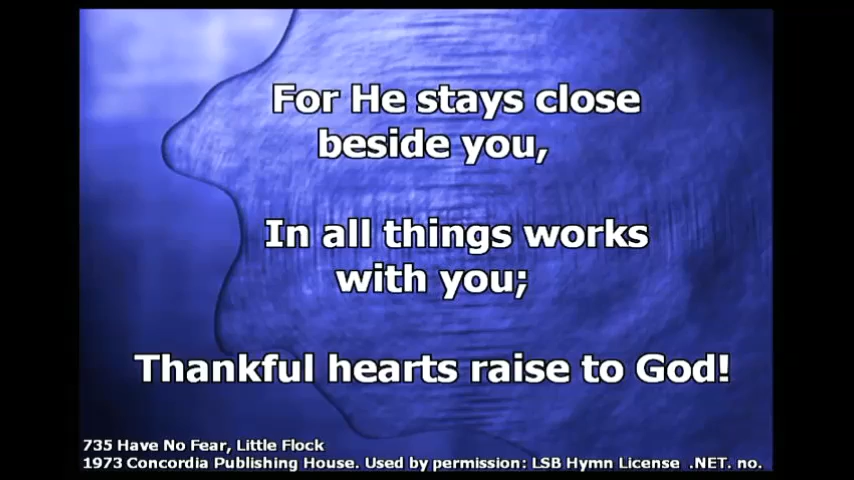 For He stays close
beside you,
In all things works
with you;
Thankful hearts raise to God!
735 Have No Fear, Little Flock
1973 Concordia Publishing House. Used by permission: LSB Hymn License  .NET. no.